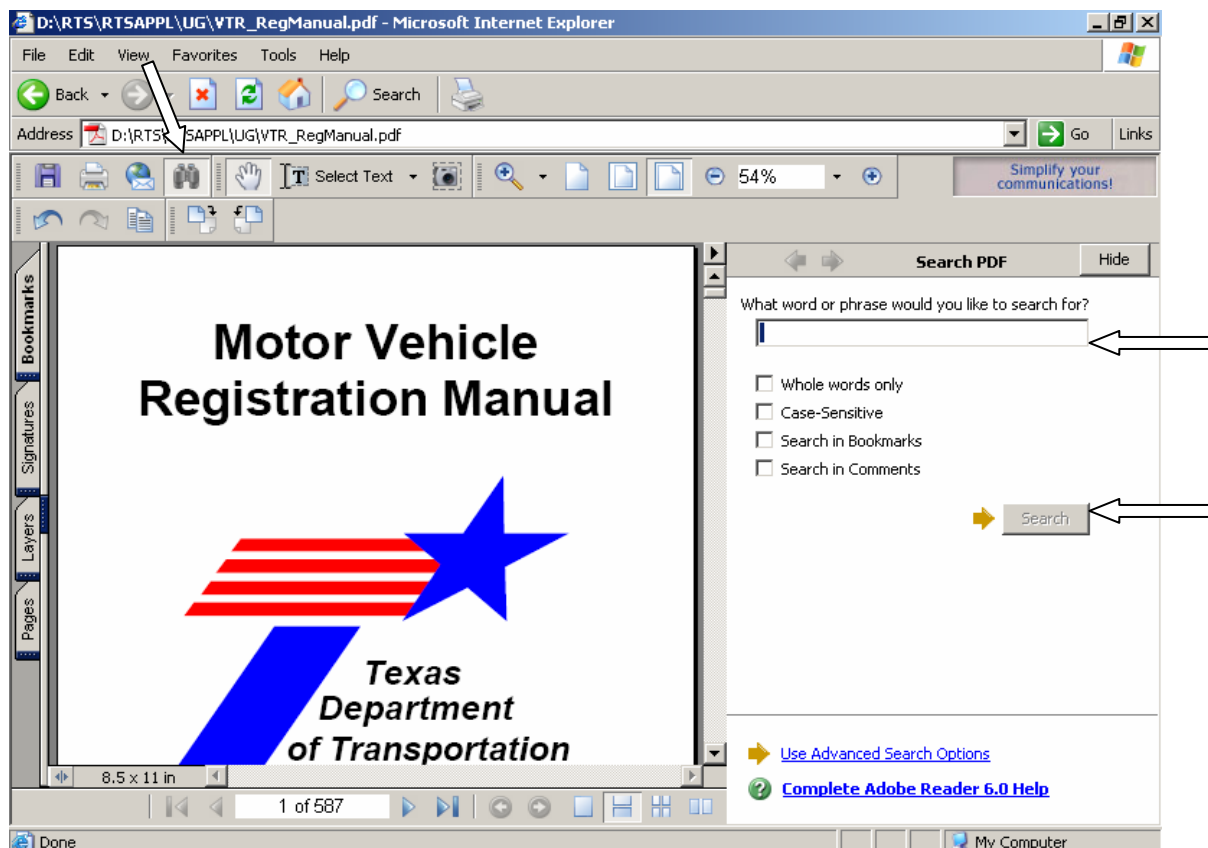 D:\RTS\RTSAPPL\UG\VTR_RegManual.pdf - Microsoft Internet Explorer
File Edit View Favorites Tools Help
Back Search
Address D:\RTS\RTSAPPL\UG\VTR_RegManual.pdf Go Links
Select Text 54% Simplify your
communications!
Search PDF Hide
Bookmarks
Signatures
Layers
Pages
Motor Vehicle
Registration Manual
Texas
Department
of Transportation
What word or phrase would you like to search for?
Whole words only
Case-Sensitive
Search in Bookmarks
Search in Comments
Search
Use Advanced Search Options
Complete Adobe Reader 6.0 Help
8.5 x 11 in
1 of 587
Done My Computer